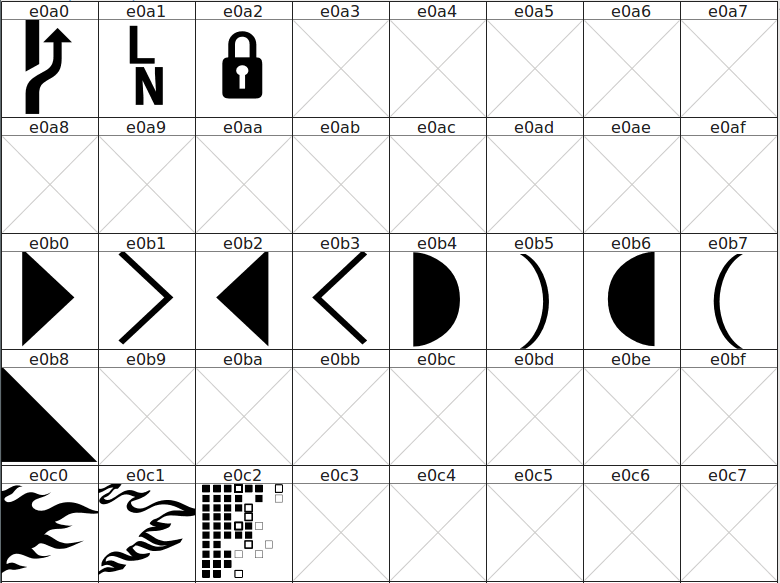 e0a0 e0a1 e0a2 e0a3 e0a4 e0a5 e0a6 e0a7
L
N
e0a8 e0a9 e0aa e0ab e0ac e0ad e0ae e0af
e0b0 e0b1 e0b2 e0b3 e0b4 e0b5 e0b6 e0b7
e0b8 e0b9 e0ba e0bb e0bc e0bd e0be e0bf
e0c0 e0c1 e0c2 e0c3 e0c4 e0c5 e0c6 e0c7